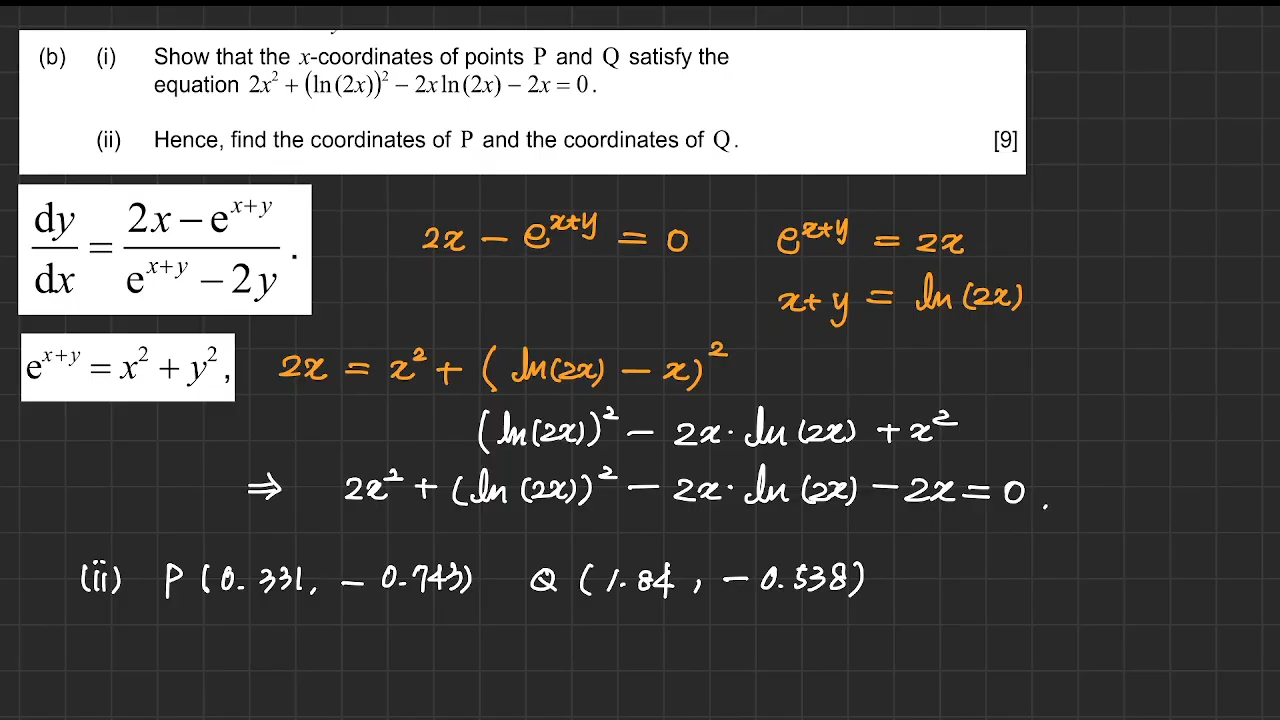 (b) (i) Show that the x-coordinates of points P and Q satisfy the
equation 2x² + (ln(2x))² − 2x ln(2x) − 2x = 0.
(ii) Hence, find the coordinates of P and the coordinates of Q. [9]
dy/dx = (2x − e^(x+y))/(e^(x+y) − 2y).
2x − e^(x+y) = 0 e^(x+y) = 2x
x+y = ln(2x)
e^(x+y) = x² + y²,
2x = x² + (ln(2x) − x)²
(ln(2x))² − 2x·ln(2x) + x²
⇒ 2x² + (ln(2x))² − 2x·ln(2x) − 2x = 0.
(ii) P(0.331, −0.743) Q(1.84, −0.538)